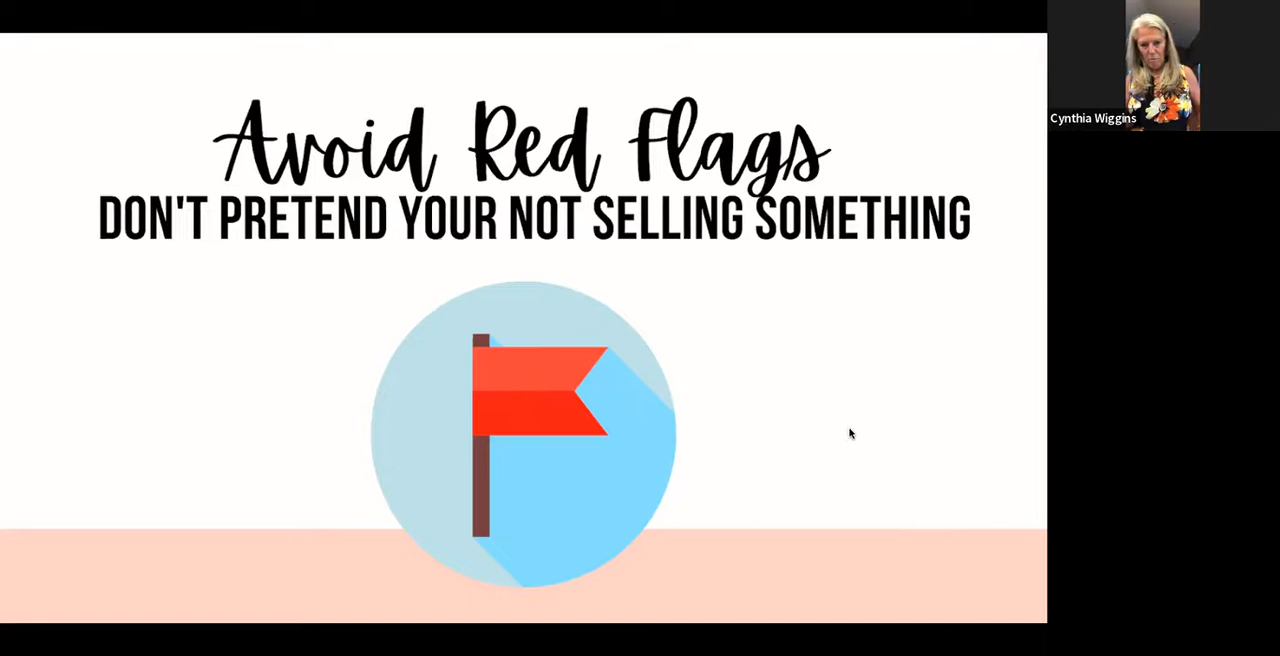 Avoid Red Flags
DON'T PRETEND YOUR NOT SELLING SOMETHING
Cynthia Wiggins